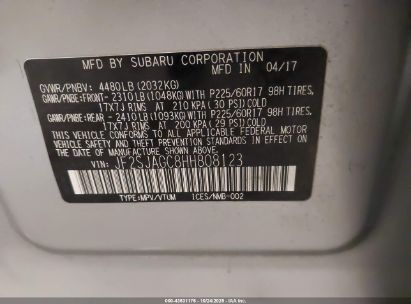 MFD BY SUBARU CORPORATION
MFD IN 04/17
GVWR/PNBV: 4480LB (2032KG)
GAWR/PNBE:FRONT- 2310LB (1048KG) WITH P225/60R17 98H TIRES,
17X7J RIMS AT 210 KPA (30 PSI) COLD
GAWR/PNBE:REAR - 2410LB (1093KG) WITH P225/60R17 98H TIRES,
17X7J RIMS AT 200 KPA (29 PSI) COLD
THIS VEHICLE CONFORMS TO ALL APPLICABLE FEDERAL MOTOR
VEHICLE SAFETY STANDARDS IN EFFECT ON THE DATE OF
MANUFACTURE SHOWN ABOVE.
VIN: JF2SJAGC8HH808123
TYPE:MPV/VTUM ICES/NMB-002